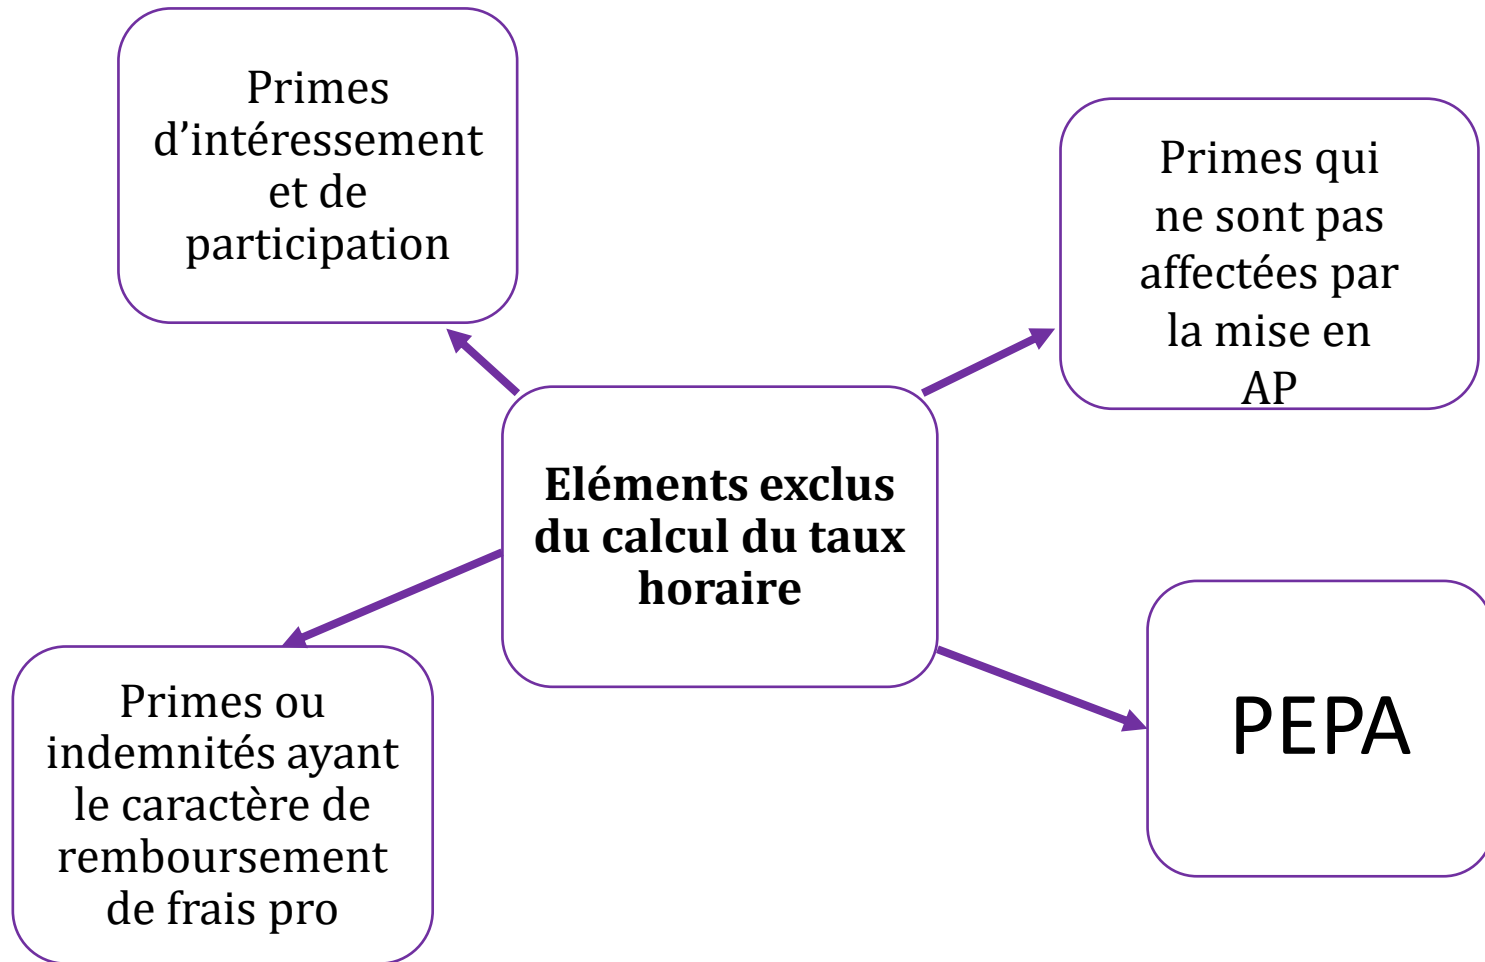 Primes
d’intéressement
et de
participation
Primes qui
ne sont pas
affectées par
la mise en
AP
Eléments exclus
du calcul du taux
horaire
Primes ou
indemnités ayant
le caractère de
remboursement
de frais pro
PEPA